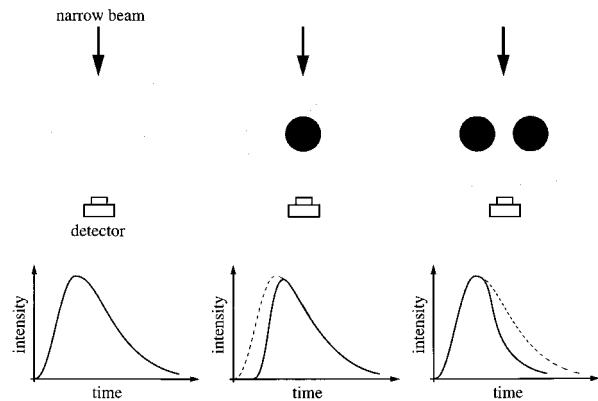 narrow beam
detector
intensity
time
intensity
time
intensity
time